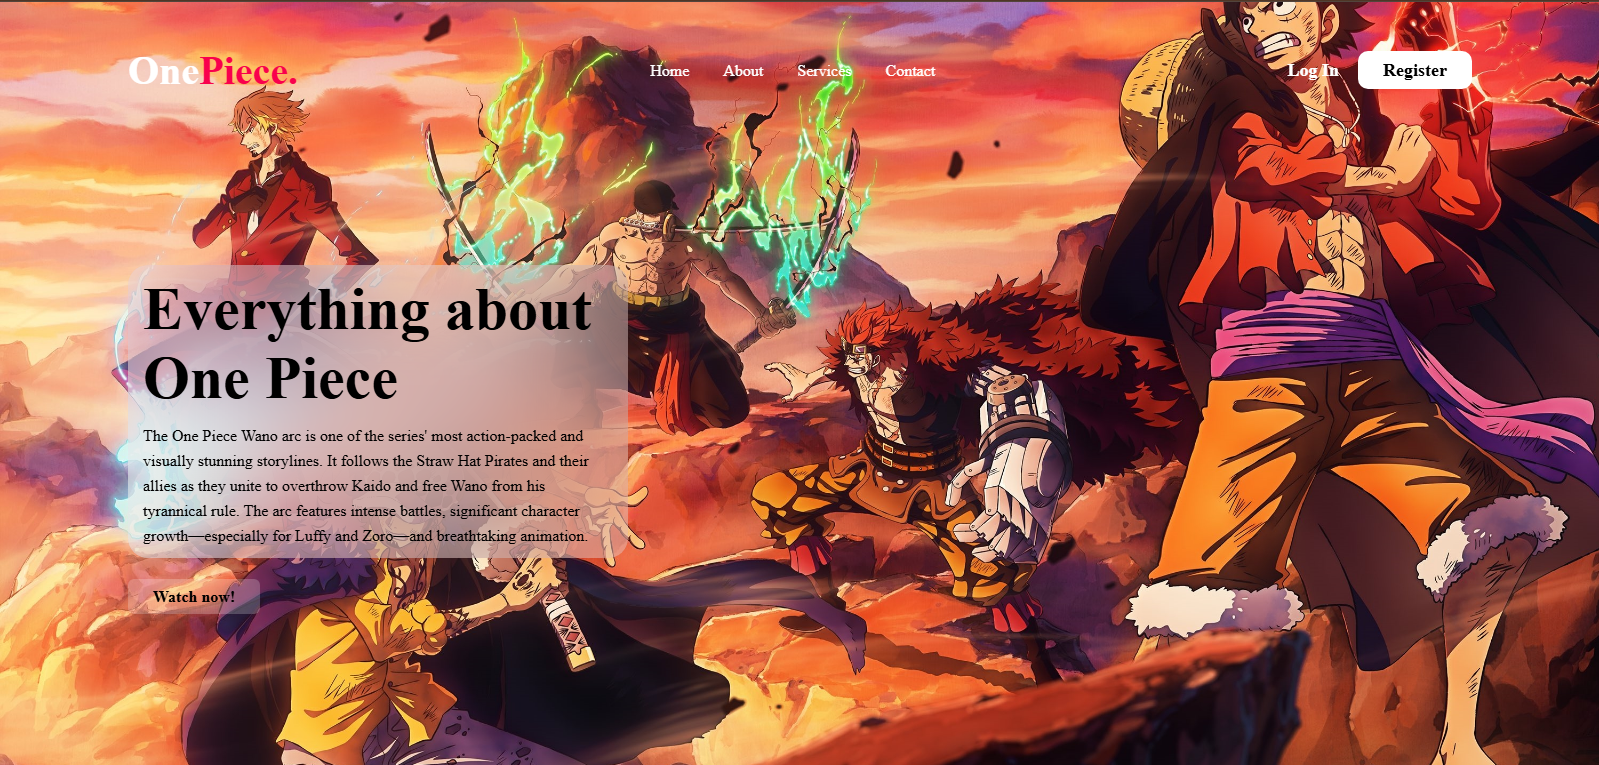 OnePiece.
Home About Services Contact
Log In Register
Everything about
One Piece
The One Piece Wano arc is one of the series' most action-packed and
visually stunning storylines. It follows the Straw Hat Pirates and their
allies as they unite to overthrow Kaido and free Wano from his
tyrannical rule. The arc features intense battles, significant character
growth—especially for Luffy and Zoro—and breathtaking animation.
Watch now!